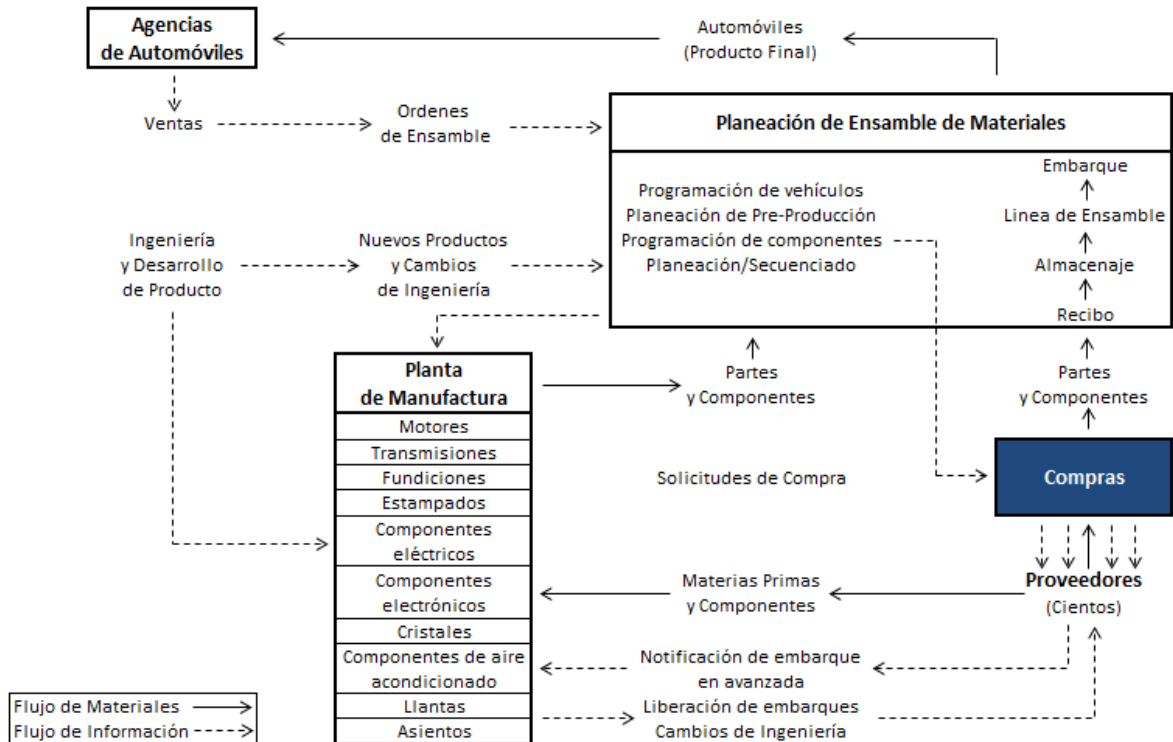 Agencias
de Automóviles
Automóviles
(Producto Final)
Ventas
Ordenes
de Ensamble
Planeación de Ensamble de Materiales
Programación de vehículos
Planeación de Pre-Producción
Programación de componentes
Planeación/Secuenciado
Embarque
Linea de Ensamble
Almacenaje
Recibo
Ingeniería
y Desarrollo
de Producto
Nuevos Productos
y Cambios
de Ingeniería
Planta
de Manufactura
Motores
Transmisiones
Fundiciones
Estampados
Componentes
eléctricos
Componentes
electrónicos
Cristales
Componentes de aire
acondicionado
Llantas
Asientos
Partes
y Componentes
Partes
y Componentes
Solicitudes de Compra
Compras
Materias Primas
y Componentes
Proveedores
(Cientos)
Notificación de embarque
en avanzada
Liberación de embarques
Cambios de Ingeniería
Flujo de Materiales
Flujo de Información